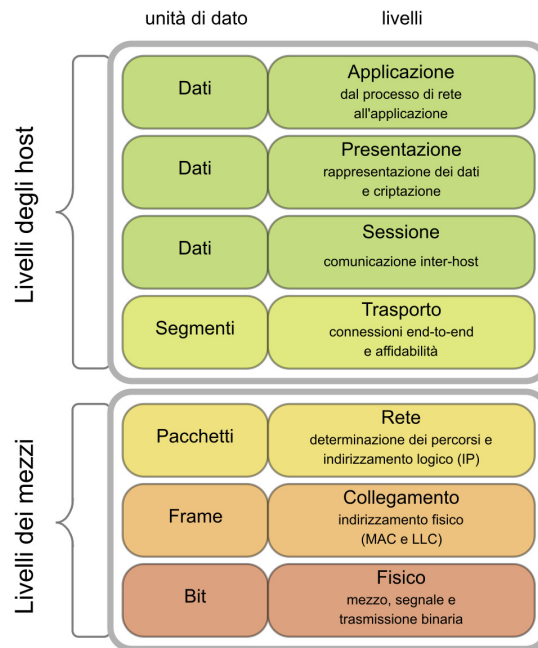 unità di dato
livelli
Livelli degli host
Dati
Applicazione
dal processo di rete
all'applicazione
Dati
Presentazione
rappresentazione dei dati
e criptazione
Dati
Sessione
comunicazione inter-host
Segmenti
Trasporto
connessioni end-to-end
e affidabilità
Livelli dei mezzi
Pacchetti
Rete
determinazione dei percorsi e
indirizzamento logico (IP)
Frame
Collegamento
indirizzamento fisico
(MAC e LLC)
Bit
Fisico
mezzo, segnale e
trasmissione binaria